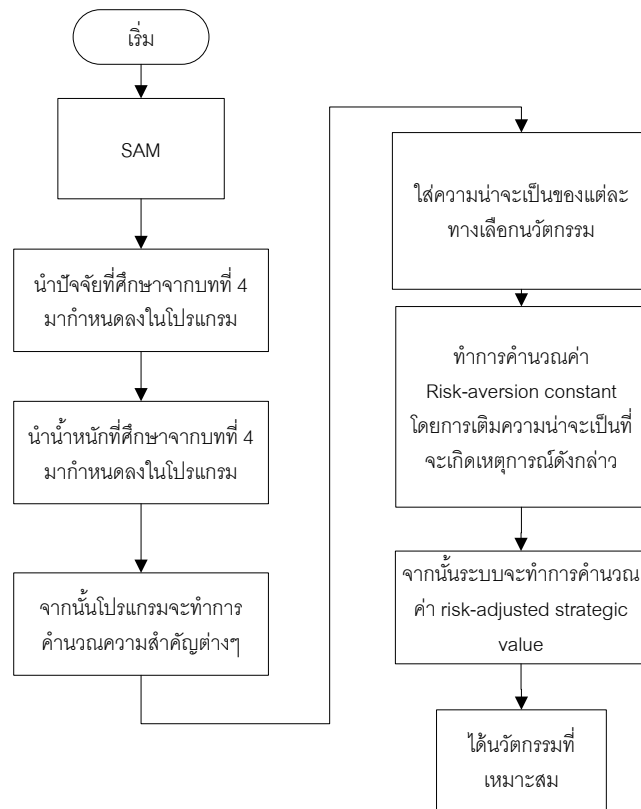 เริ่ม
SAM
นำปัจจัยที่ศึกษาจากบทที่ 4
มากำหนดลงในโปรแกรม
นำน้ำหนักที่ศึกษาจากบทที่ 4
มากำหนดลงในโปรแกรม
จากนั้นโปรแกรมจะทำการ
คำนวณความสำคัญต่างๆ
ใส่ความน่าจะเป็นของแต่ละ
ทางเลือกนวัตกรรม
ทำการคำนวณค่า
Risk-aversion constant
โดยการเติมความน่าจะเป็นที่
จะเกิดเหตุการณ์ดังกล่าว
จากนั้นระบบจะทำการคำนวณ
ค่า risk-adjusted strategic
value
ได้นวัตกรรมที่
เหมาะสม